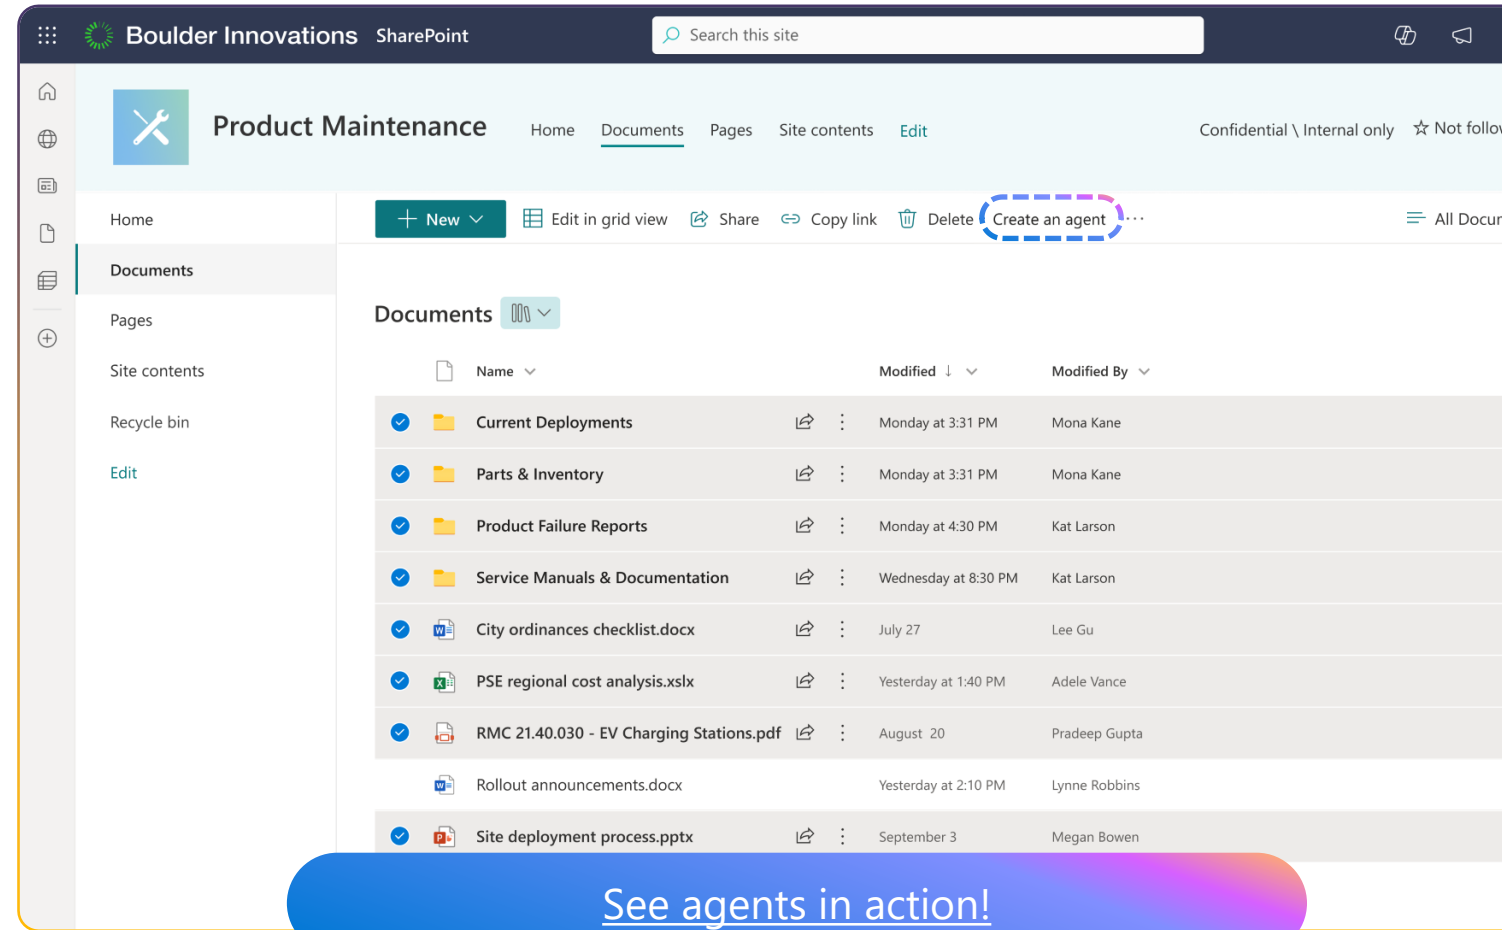 Boulder Innovations SharePoint Search this site
Product Maintenance Home Documents Pages Site contents Edit Confidential \ Internal only Not follow
Home
Documents
Pages
Site contents
Recycle bin
Edit
New Edit in grid view Share Copy link Delete Create an agent ... All Docum
Documents
Name Modified ↓ Modified By
Current Deployments Monday at 3:31 PM Mona Kane
Parts & Inventory Monday at 3:31 PM Mona Kane
Product Failure Reports Monday at 4:30 PM Kat Larson
Service Manuals & Documentation Wednesday at 8:30 PM Kat Larson
City ordinances checklist.docx July 27 Lee Gu
PSE regional cost analysis.xslx Yesterday at 1:40 PM Adele Vance
RMC 21.40.030 - EV Charging Stations.pdf August 20 Pradeep Gupta
Rollout announcements.docx Yesterday at 2:10 PM Lynne Robbins
Site deployment process.pptx September 3 Megan Bowen
See agents in action!